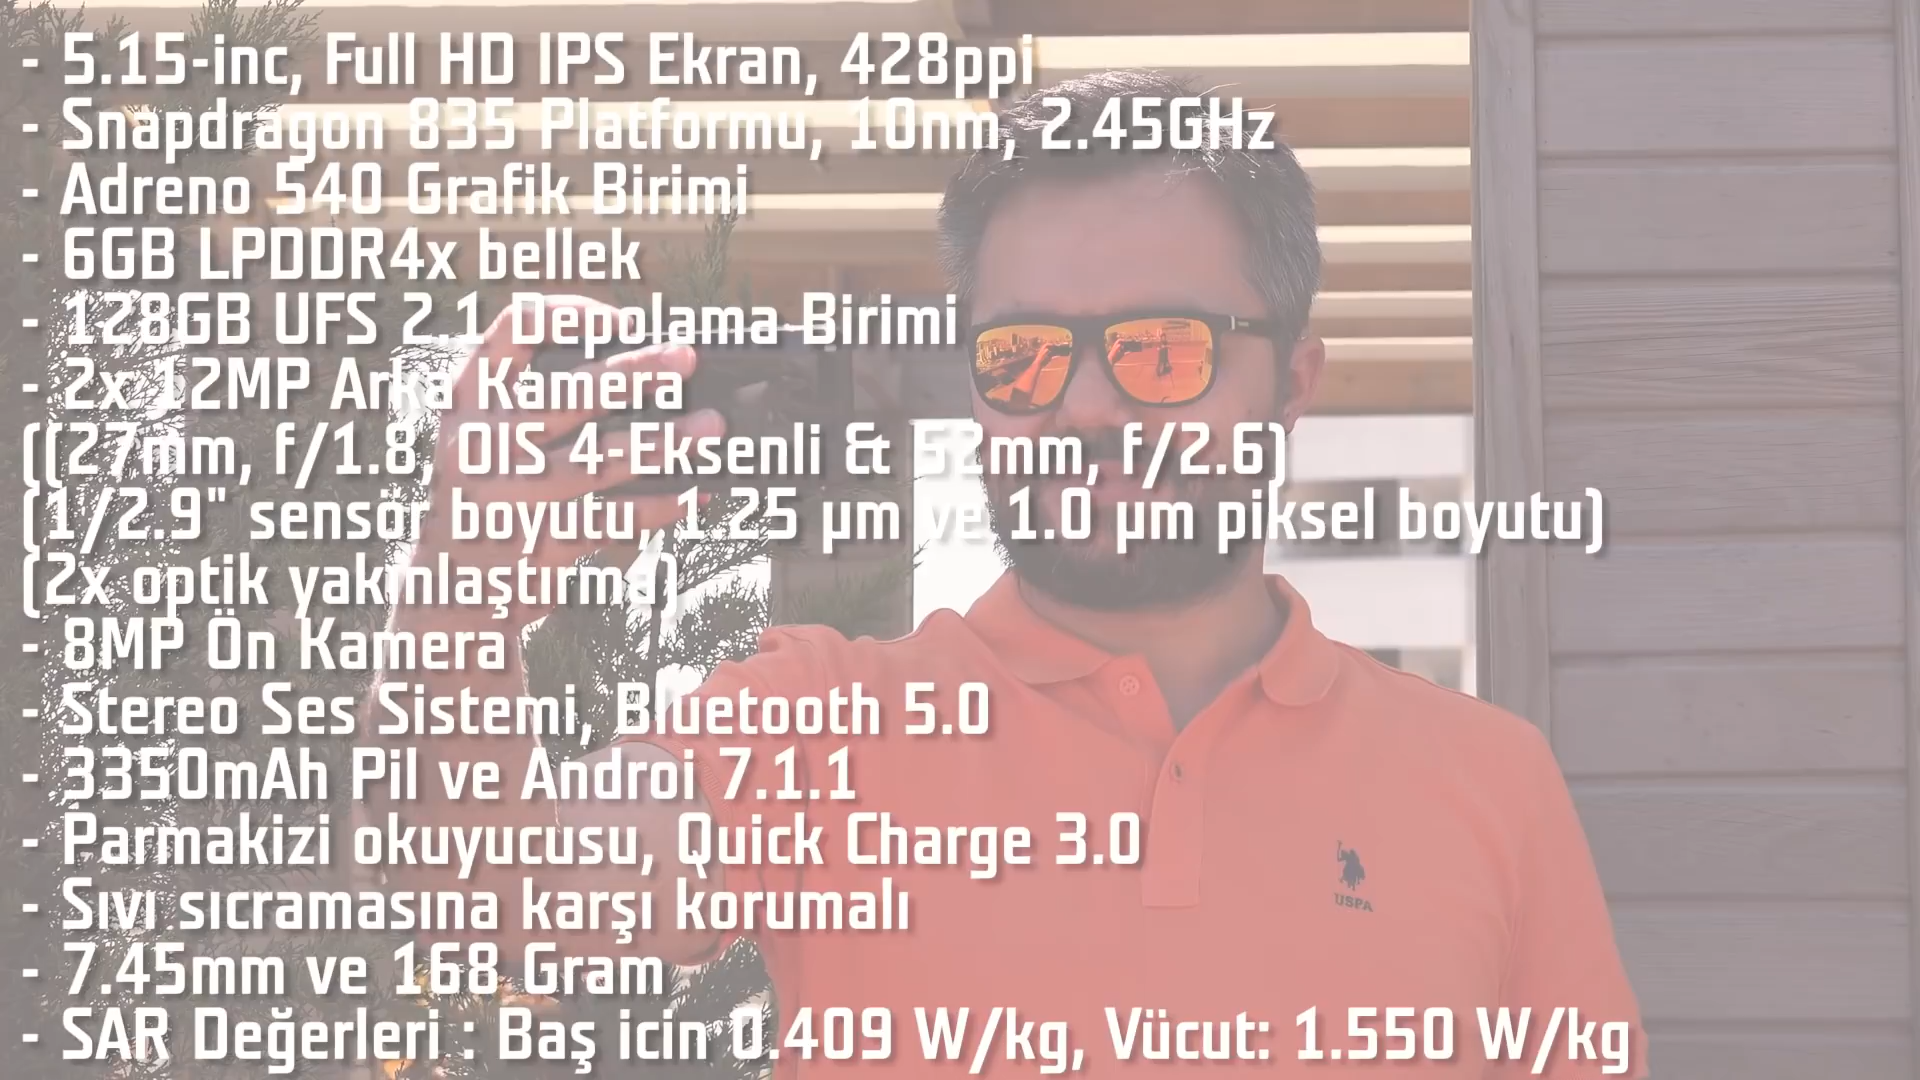 - 5.15-inc, Full HD IPS Ekran, 428ppi
- Snapdragon 835 Platformu, 10nm, 2.45GHz
- Adreno 540 Grafik Birimi
- 6GB LPDDR4x bellek
- 128GB UFS 2.1 Depolama Birimi
- 2x 12MP Arka Kamera
((27mm, f/1.8, OIS 4-Eksenli & 52mm, f/2.6)
(1/2.9" sensör boyutu, 1.25 µm ve 1.0 µm piksel boyutu)
(2x optik yakınlaştırma)
- 8MP Ön Kamera
- Stereo Ses Sistemi, Bluetooth 5.0
- 3350mAh Pil ve Androi 7.1.1
- Parmakizi okuyucusu, Quick Charge 3.0
- Sıvı sıcramasına karşı korumalı
- 7.45mm ve 168 Gram
- SAR Değerleri : Baş icin 0.409 W/kg, Vücut: 1.550 W/kg
USPA